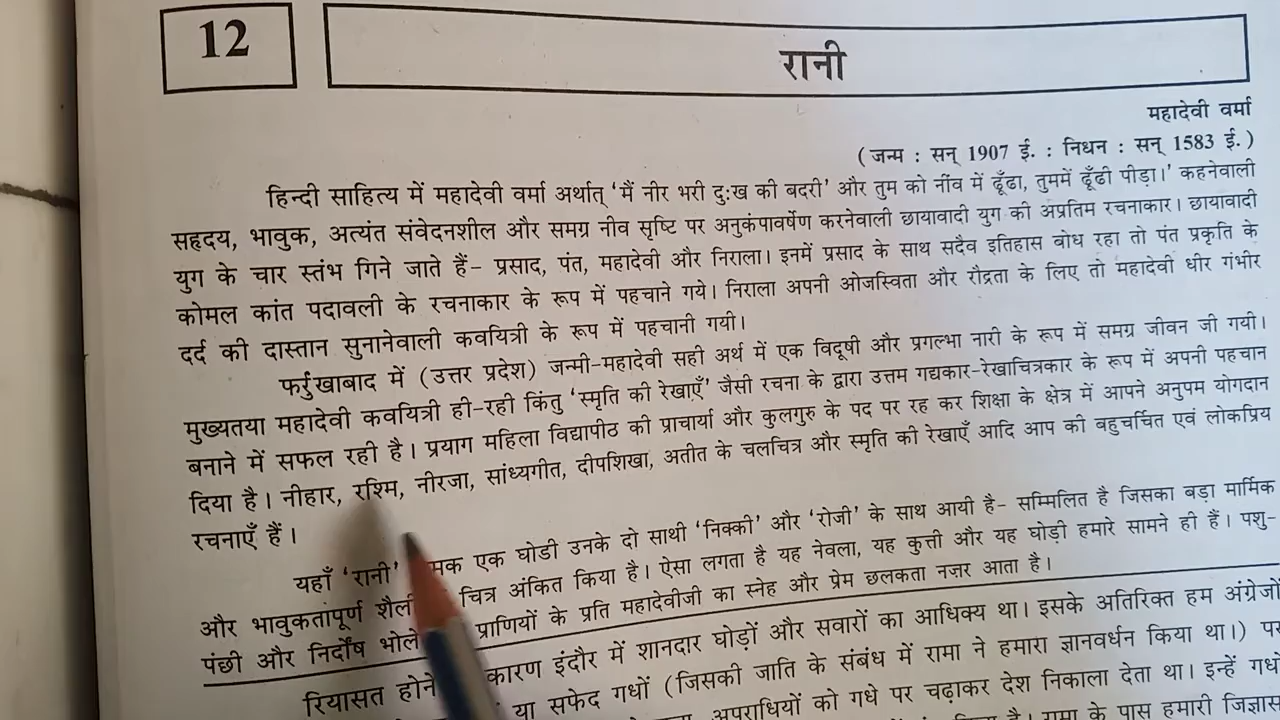 12
रानी
महादेवी वर्मा
( जन्म : सन् 1907 ई. : निधन : सन् 1583 ई. )
हिन्दी साहित्य में महादेवी वर्मा अर्थात् ‘मैं नीर भरी दुःख की बदरी’ और तुम को नींव में ढूँढा, तुममें ढूँढी पीड़ा।’ कहनेवाली
सहृदय, भावुक, अत्यंत संवेदनशील और समग्र नीव सृष्टि पर अनुकंपावर्षेण करनेवाली छायावादी युग की अप्रतिम रचनाकार। छायावादी
युग के चार स्तंभ गिने जाते हैं- प्रसाद, पंत, महादेवी और निराला। इनमें प्रसाद के साथ सदैव इतिहास बोध रहा तो पंत प्रकृति के
कोमल कांत पदावली के रचनाकार के रूप में पहचाने गये। निराला अपनी ओजस्विता और रौद्रता के लिए तो महादेवी धीर गंभीर
दर्द की दास्तान सुनानेवाली कवयित्री के रूप में पहचानी गयी।
फर्रुखाबाद में (उत्तर प्रदेश) जन्मी-महादेवी सही अर्थ में एक विदूषी और प्रगल्भा नारी के रूप में समग्र जीवन जी गयी।
मुख्यतया महादेवी कवयित्री ही-रही किंतु ‘स्मृति की रेखाएँ’ जैसी रचना के द्वारा उत्तम गद्यकार-रेखाचित्रकार के रूप में अपनी पहचान
बनाने में सफल रही है। प्रयाग महिला विद्यापीठ की प्राचार्या और कुलगुरु के पद पर रह कर शिक्षा के क्षेत्र में आपने अनुपम योगदान
दिया है। नीहार, रश्मि, नीरजा, सांध्यगीत, दीपशिखा, अतीत के चलचित्र और स्मृति की रेखाएँ आदि आप की बहुचर्चित एवं लोकप्रिय
रचनाएँ हैं।
यहाँ ‘रानी’ मक एक घोडी उनके दो साथी ‘निक्की’ और ‘रोजी’ के साथ आयी है- सम्मिलित है जिसका बड़ा मार्मिक
और भावुकतापूर्ण शैली चित्र अंकित किया है। ऐसा लगता है यह नेवला, यह कुत्ती और यह घोड़ी हमारे सामने ही हैं। पशु-
पंछी और निर्दोष भोले प्राणियों के प्रति महादेवीजी का स्नेह और प्रेम छलकता नज़र आता है।
रियासत होने कारण इंदौर में शानदार घोड़ों और सवारों का आधिक्य था। इसके अतिरिक्त हम अंग्रेजों
या सफेद गधों (जिसकी जाति के संबंध में रामा ने हमारा ज्ञानवर्धन किया था।) पर
अपराधियों को गधे पर चढ़ाकर देश निकाला देता था। इन्हें गधों
के पास हमारी जिज्ञासा